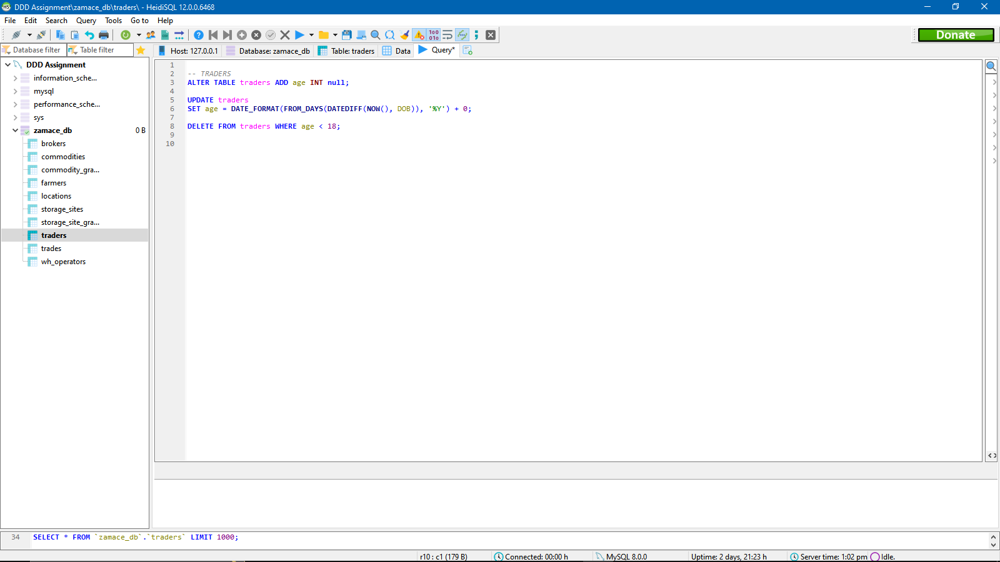 DDD Assignment\zamace_db\traders\ - HeidiSQL 12.0.0.6468
File Edit Search Query Tools Go to Help
Donate
Database filter Table filter
Host: 127.0.0.1 Database: zamace_db Table: traders Data Query*
DDD Assignment
information_sche...
mysql
performance_sche...
sys
zamace_db 0 B
brokers
commodities
commodity_gra...
farmers
locations
storage_sites
storage_site_gra...
traders
trades
wh_operators
1
2 -- TRADERS
3 ALTER TABLE traders ADD age INT null;
4
5 UPDATE traders
6 SET age = DATE_FORMAT(FROM_DAYS(DATEDIFF(NOW(), DOB)), '%Y') + 0;
7
8 DELETE FROM traders WHERE age < 18;
9
10
34 SELECT * FROM `zamace_db`.`traders` LIMIT 1000;
r10 : c1 (179 B) Connected: 00:00 h MySQL 8.0.0 Uptime: 2 days, 21:23 h Server time: 1:02 pm Idle.